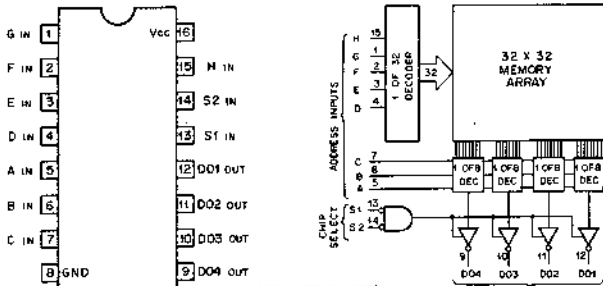 G IN 1
Vcc 16
F IN 2
15 H IN
E IN 3
14 S2 IN
D IN 4
13 S1 IN
A IN 5
12 DO1 OUT
B IN 6
11 DO2 OUT
C IN 7
10 DO3 OUT
8 GND
9 DO4 OUT
ADDRESS INPUTS
H 15
G 1
F 2
E 3
D 4
1 OF 32
DECODER
32
32 X 32
MEMORY
ARRAY
C 7
B 6
A 5
1 OF 8
DEC
1 OF 8
DEC
1 OF 8
DEC
1 OF 8
DEC
CHIP
SELECT
S1 13
S2 14
9 10 11 12
DO4 DO3 DO2 DO1